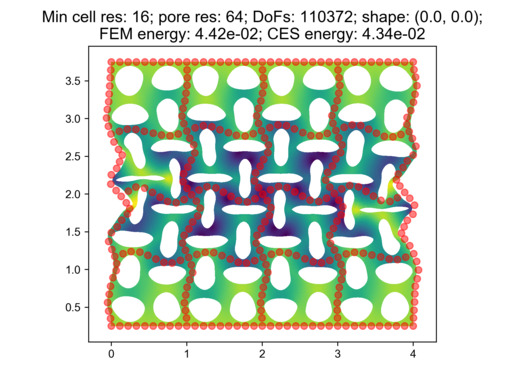 Min cell res: 16; pore res: 64; DoFs: 110372; shape: (0.0, 0.0);
FEM energy: 4.42e-02; CES energy: 4.34e-02
3.5
3.0
2.5
2.0
1.5
1.0
0.5
0 1 2 3 4